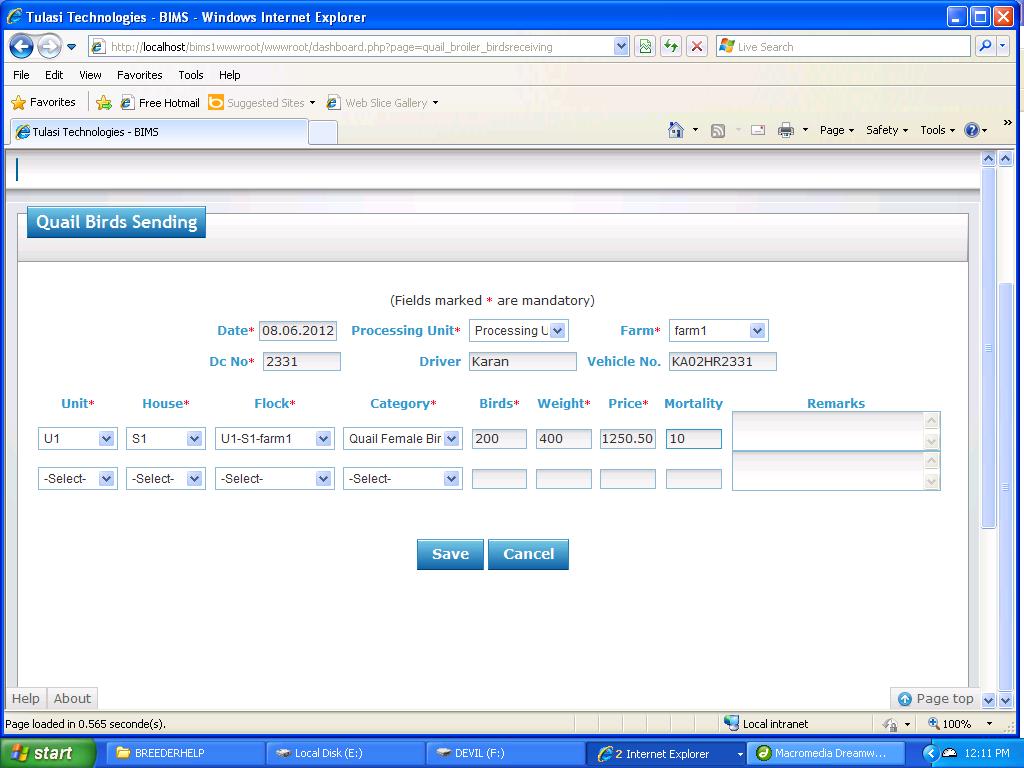 Tulasi Technologies - BIMS - Windows Internet Explorer
http://localhost/bims1wwwroot/wwwroot/dashboard.php?page=quail_broiler_birdsreceiving
Live Search
File Edit View Favorites Tools Help
Favorites Free Hotmail Suggested Sites Web Slice Gallery
Tulasi Technologies - BIMS
Page Safety Tools »
Quail Birds Sending
(Fields marked * are mandatory)
Date* 08.06.2012 Processing Unit* Processing U Farm* farm1
Dc No* 2331 Driver Karan Vehicle No. KA02HR2331
Unit* House* Flock* Category* Birds* Weight* Price* Mortality Remarks
U1 S1 U1-S1-farm1 Quail Female Bir 200 400 1250.50 10
-Select- -Select- -Select- -Select-
Save Cancel
Help About Page top
Page loaded in 0.565 seconde(s). Local intranet 100%
start BREEDERHELP Local Disk (E:) DEVIL (F:) 2 Internet Explorer Macromedia Dreamw... 12:11 PM